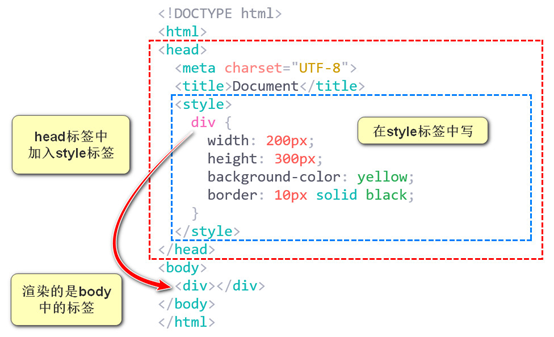 <!DOCTYPE html>
<html>
<head>
<meta charset="UTF-8">
<title>Document</title>
<style>
div {
width: 200px;
height: 300px;
background-color: yellow;
border: 10px solid black;
}
</style>
</head>
<body>
<div></div>
</body>
</html>
head标签中
加入style标签
在style标签中写
渲染的是body
中的标签